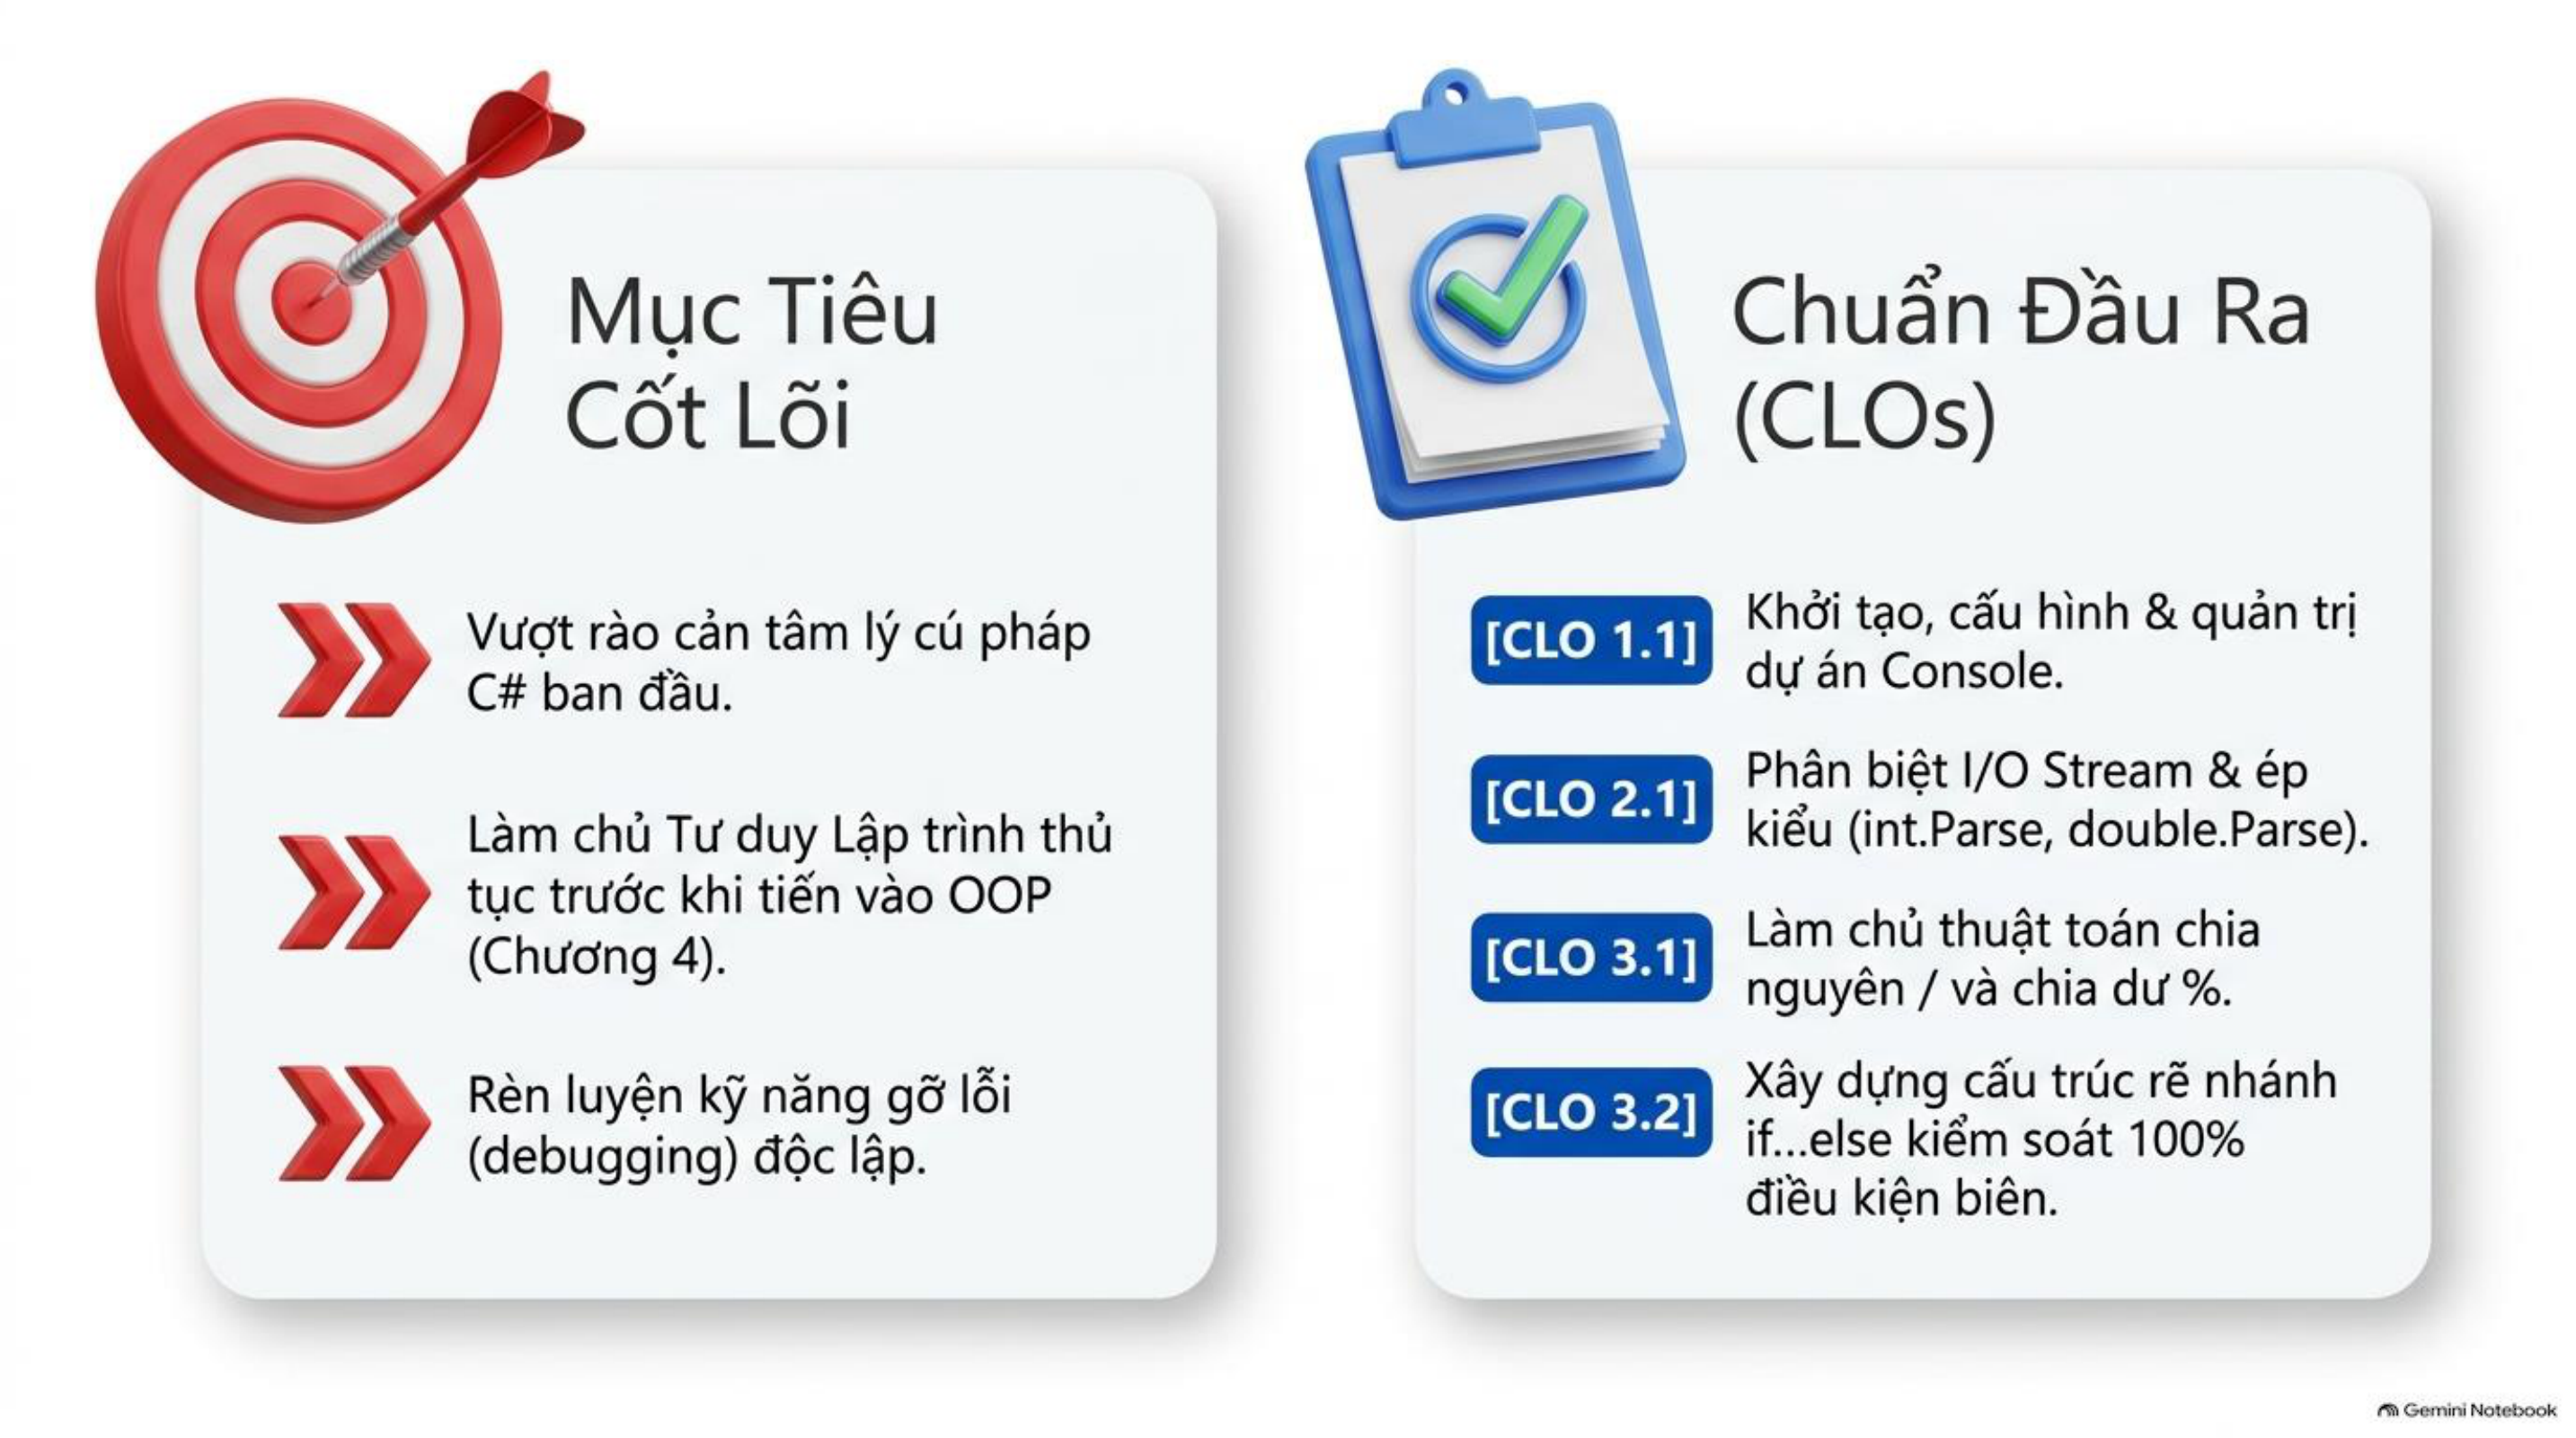 Mục Tiêu
Cốt Lõi
Vượt rào cản tâm lý cú pháp
C# ban đầu.
Làm chủ Tư duy Lập trình thủ
tục trước khi tiến vào OOP
(Chương 4).
Rèn luyện kỹ năng gỡ lỗi
(debugging) độc lập.
Chuẩn Đầu Ra
(CLOs)
[CLO 1.1]
Khởi tạo, cấu hình & quản trị
dự án Console.
[CLO 2.1]
Phân biệt I/O Stream & ép
kiểu (int.Parse, double.Parse).
[CLO 3.1]
Làm chủ thuật toán chia
nguyên / và chia dư %.
[CLO 3.2]
Xây dựng cấu trúc rẽ nhánh
if...else kiểm soát 100%
điều kiện biên.
Gemini Notebook